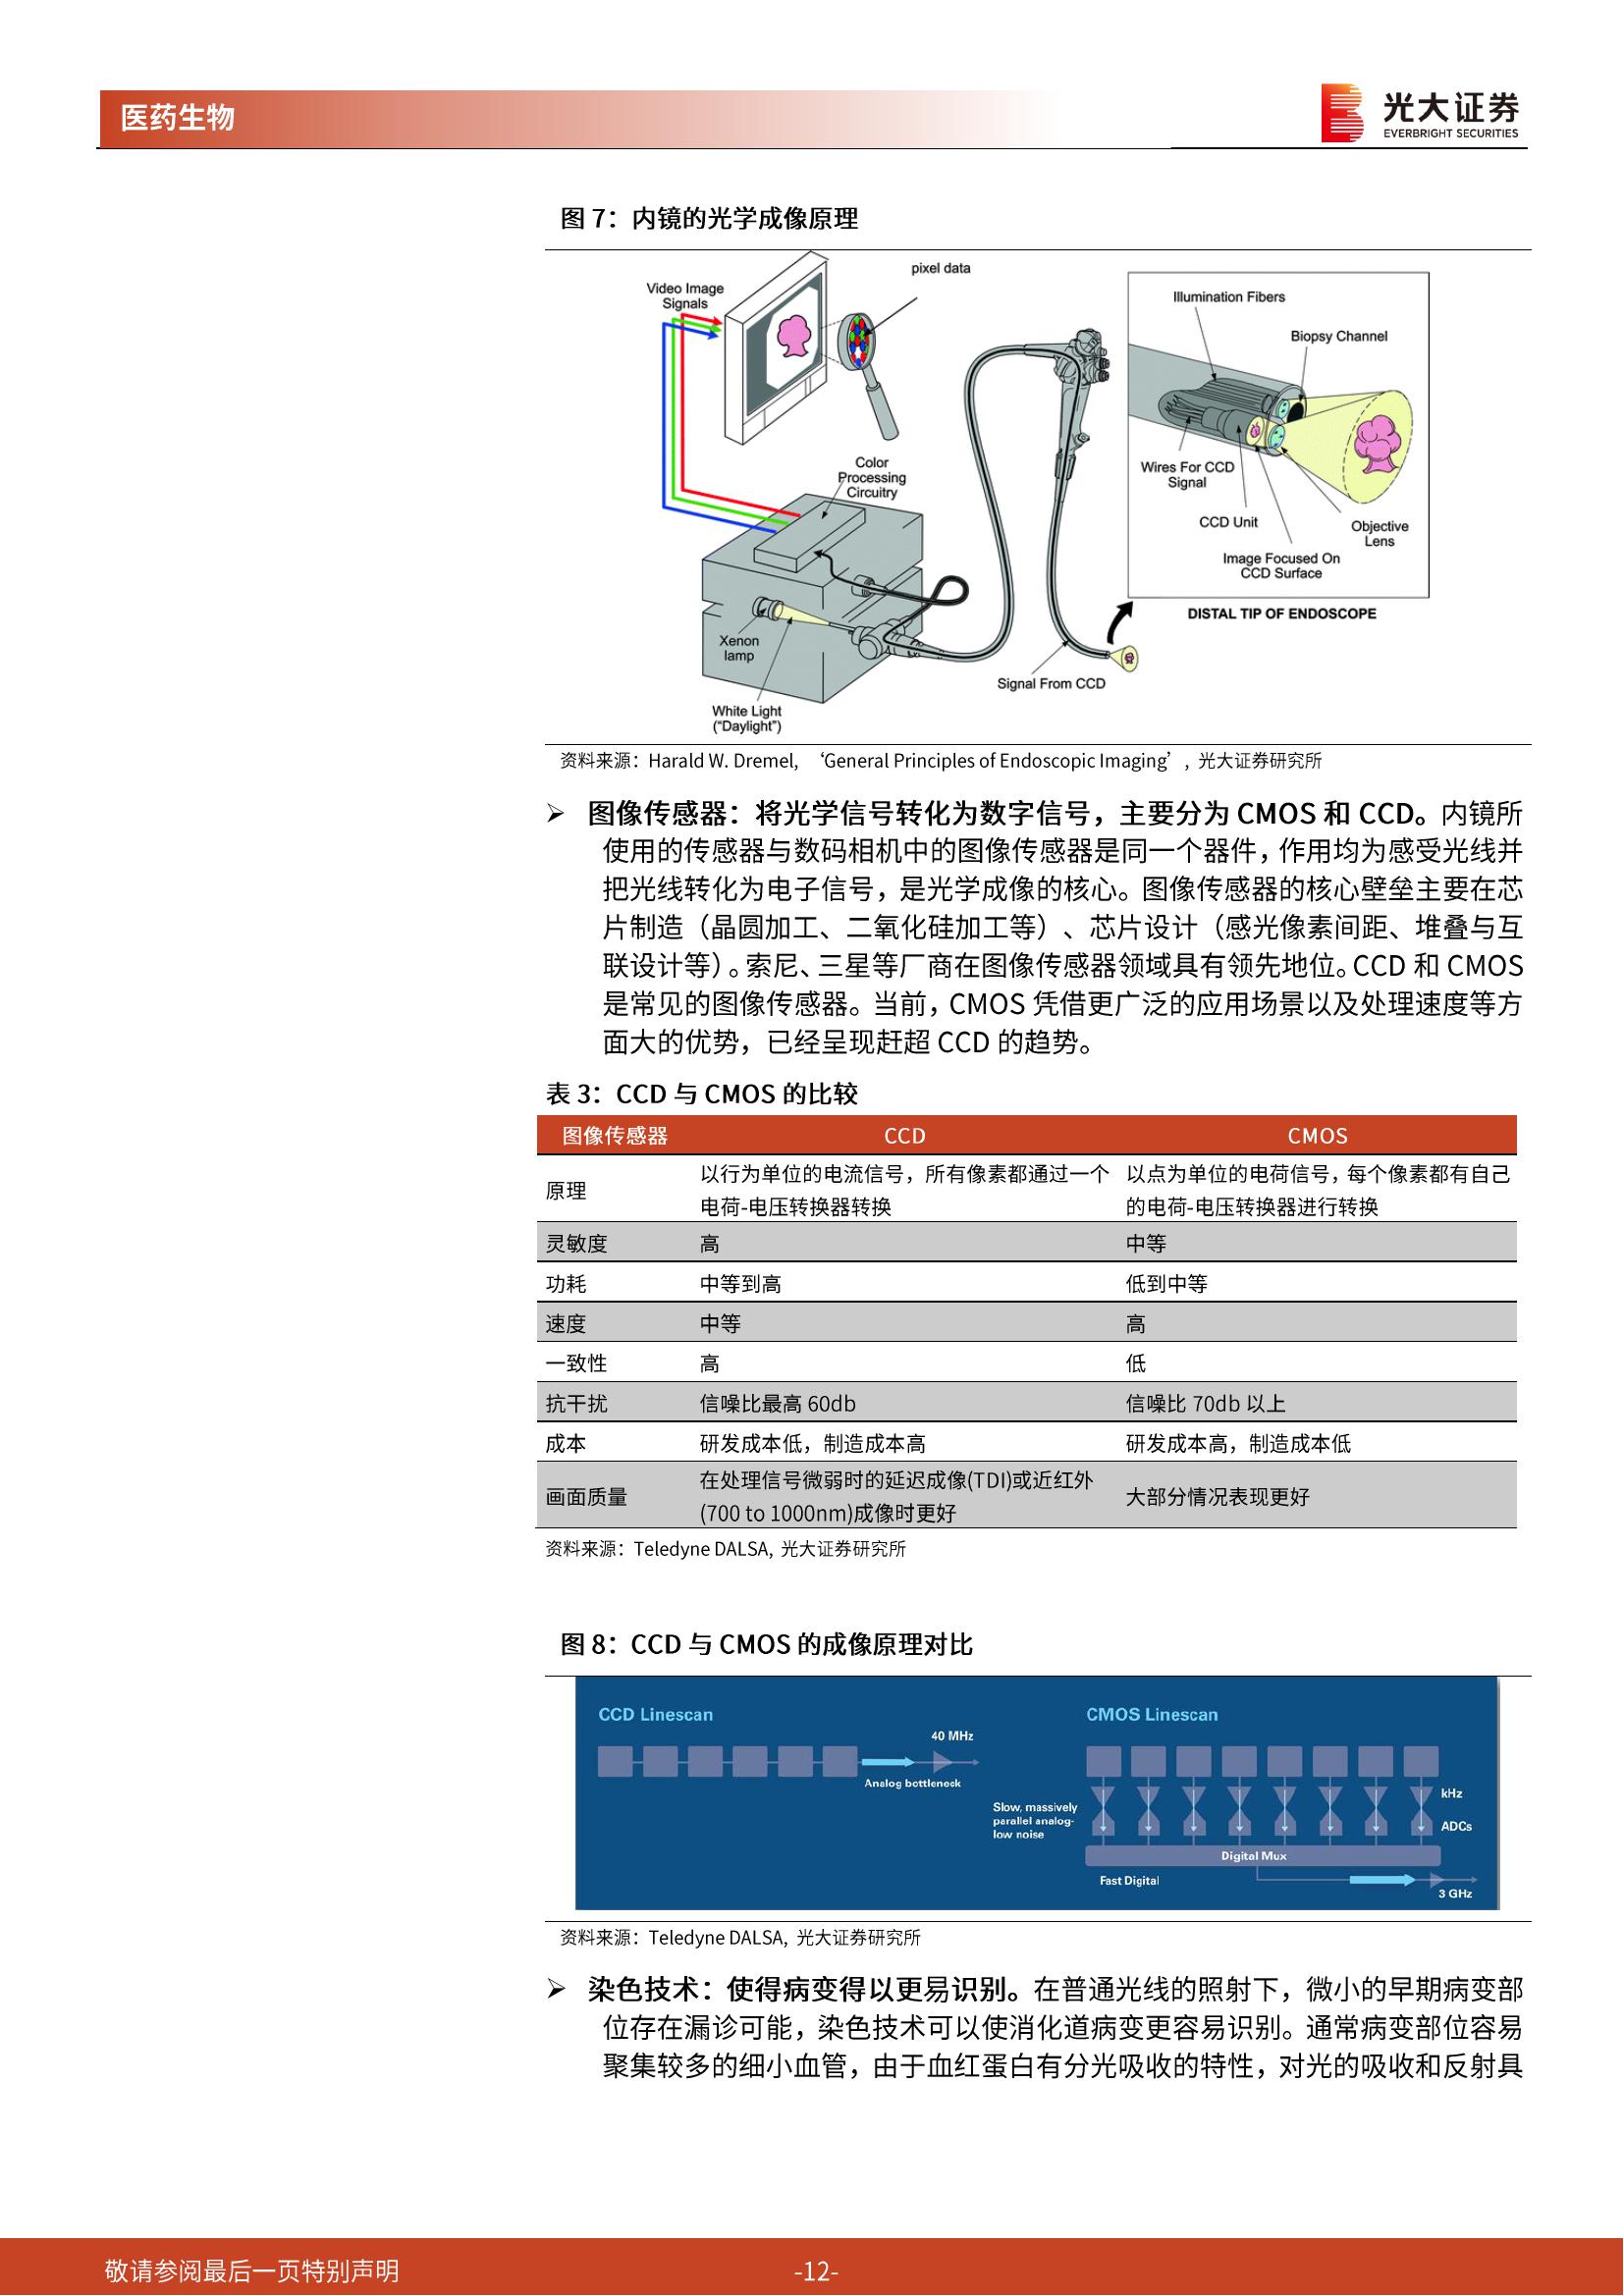 医药生物
光大证券
EVERBRIGHT SECURITIES
图 7：内镜的光学成像原理
pixel data
Video Image
Signals
Illumination Fibers
Biopsy Channel
Color
Processing
Circuitry
Wires For CCD
Signal
CCD Unit
Objective
Lens
Image Focused On
CCD Surface
DISTAL TIP OF ENDOSCOPE
Xenon
lamp
Signal From CCD
White Light
("Daylight")
资料来源：Harald W. Dremel, ‘General Principles of Endoscopic Imaging’, 光大证券研究所
➢ 图像传感器：将光学信号转化为数字信号，主要分为 CMOS 和 CCD。内镜所
使用的传感器与数码相机中的图像传感器是同一个器件，作用均为感受光线并
把光线转化为电子信号，是光学成像的核心。图像传感器的核心壁垒主要在芯
片制造（晶圆加工、二氧化硅加工等）、芯片设计（感光像素间距、堆叠与互
联设计等）。索尼、三星等厂商在图像传感器领域具有领先地位。CCD 和 CMOS
是常见的图像传感器。当前，CMOS 凭借更广泛的应用场景以及处理速度等方
面大的优势，已经呈现赶超 CCD 的趋势。
表 3：CCD 与 CMOS 的比较
图像传感器 CCD CMOS
原理 以行为单位的电流信号，所有像素都通过一个 以点为单位的电荷信号，每个像素都有自己
电荷-电压转换器转换 的电荷-电压转换器进行转换
灵敏度 高 中等
功耗 中等到高 低到中等
速度 中等 高
一致性 高 低
抗干扰 信噪比最高 60db 信噪比 70db 以上
成本 研发成本低，制造成本高 研发成本高，制造成本低
画面质量 在处理信号微弱时的延迟成像(TDI)或近红外 大部分情况表现更好
(700 to 1000nm)成像时更好
资料来源：Teledyne DALSA, 光大证券研究所
图 8：CCD 与 CMOS 的成像原理对比
CCD Linescan
CMOS Linescan
40 MHz
Analog bottleneck
kHz
Slow, massively
parallel analog-
low noise
ADCs
Digital Mux
Fast Digital
3 GHz
资料来源：Teledyne DALSA, 光大证券研究所
➢ 染色技术：使得病变得以更易识别。在普通光线的照射下，微小的早期病变部
位存在漏诊可能，染色技术可以使消化道病变更容易识别。通常病变部位容易
聚集较多的细小血管，由于血红蛋白有分光吸收的特性，对光的吸收和反射具
敬请参阅最后一页特别声明 -12-